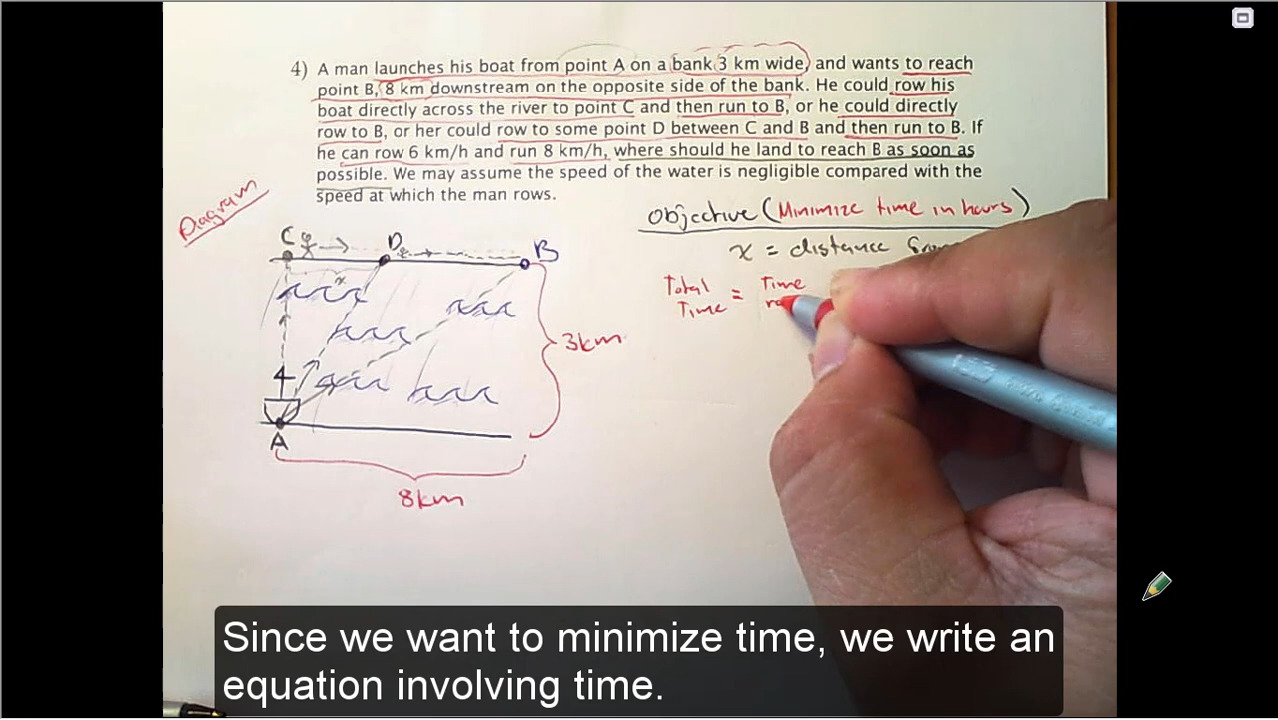 4) A man launches his boat from point A on a bank 3 km wide, and wants to reach
point B, 8 km downstream on the opposite side of the bank. He could row his
boat directly across the river to point C and then run to B, or he could directly
row to B, or her could row to some point D between C and B and then run to B. If
he can row 6 km/h and run 8 km/h, where should he land to reach B as soon as
possible. We may assume the speed of the water is negligible compared with the
speed at which the man rows.
Diagram
Objective (Minimize time in hours)
x = distance
Total
Time
=
Time
C
D
B
x
3km
4
A
8km
Since we want to minimize time, we write an
equation involving time.